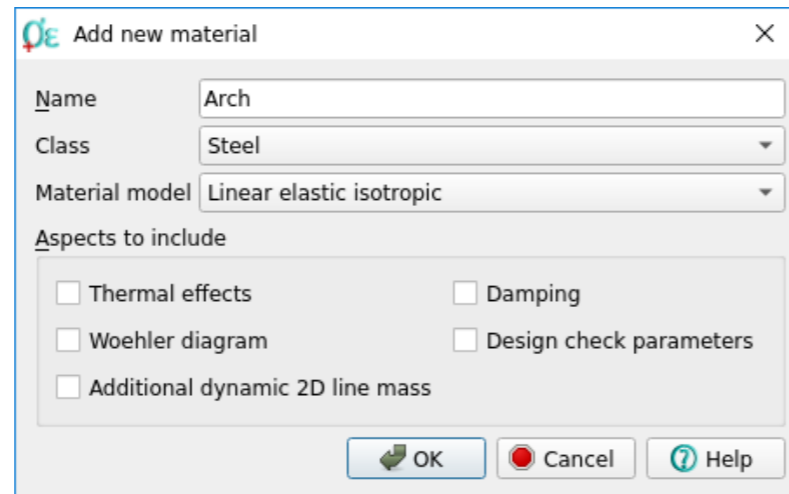 Add new material
Name Arch
Class Steel
Material model Linear elastic isotropic
Aspects to include
Thermal effects Damping
Woehler diagram Design check parameters
Additional dynamic 2D line mass
OK Cancel Help